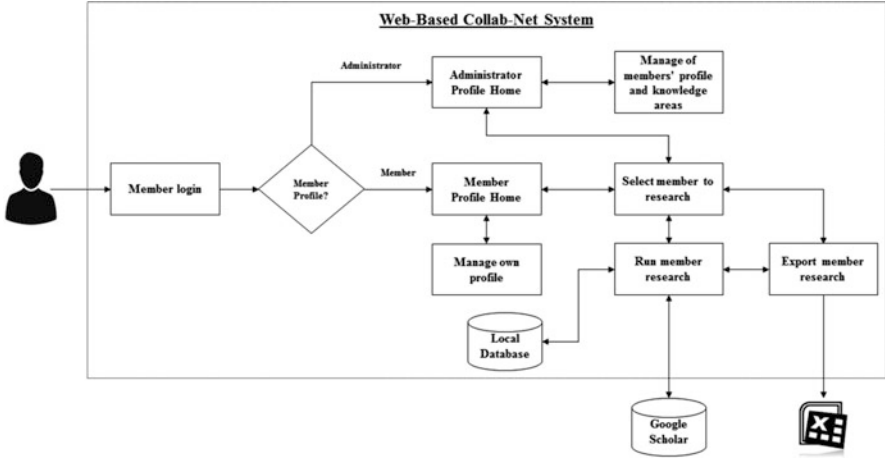 Web-Based Collab-Net System
Administrator
Administrator
Profile Home
Manage of
members' profile
and knowledge
areas
Member login
Member
Profile?
Member
Member
Profile Home
Select member to
research
Manage own
profile
Run member
research
Export member
research
Local
Database
Google
Scholar
X